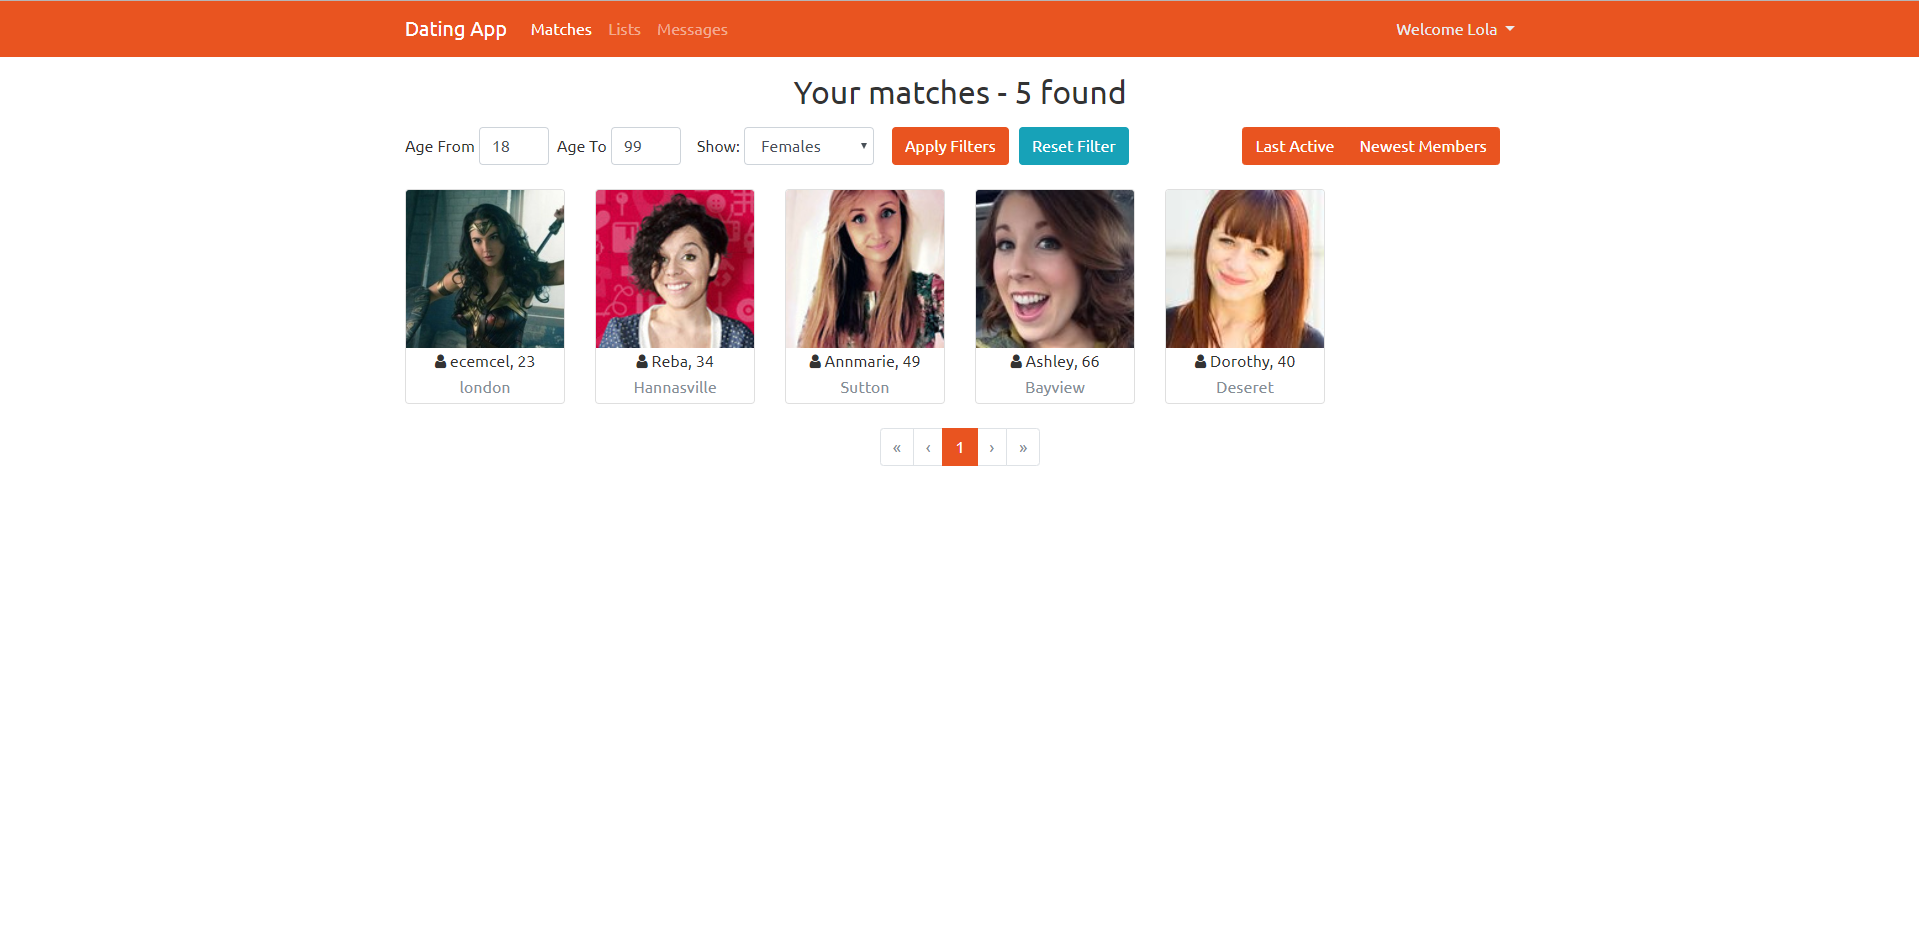 Dating App Matches Lists Messages Welcome Lola
Your matches - 5 found
Age From 18 Age To 99 Show: Females Apply Filters Reset Filter Last Active Newest Members
ecemcel, 23
london
Reba, 34
Hannasville
Annmarie, 49
Sutton
Ashley, 66
Bayview
Dorothy, 40
Deseret
« ‹ 1 › »